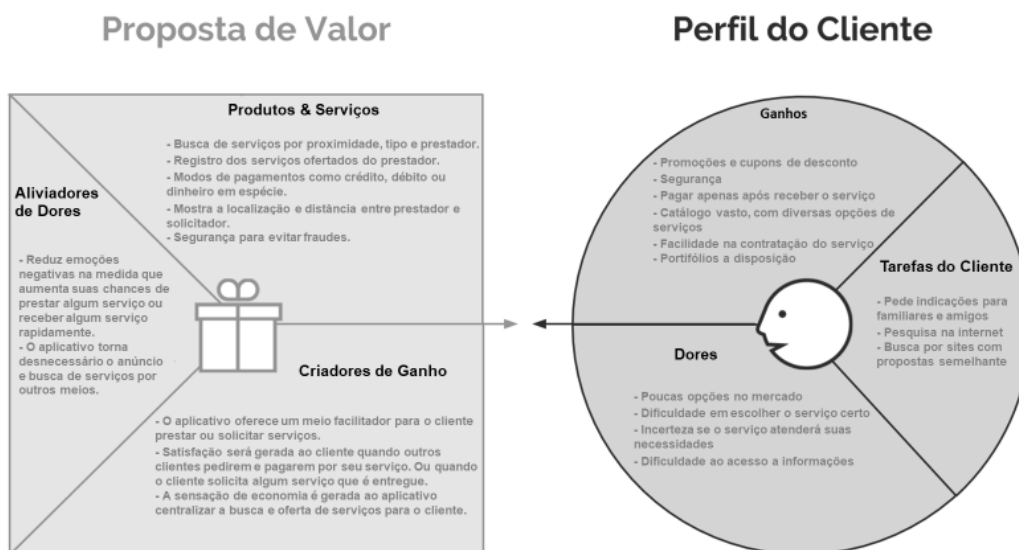 Proposta de Valor
Produtos & Serviços
- Busca de serviços por proximidade, tipo e prestador.
- Registro dos serviços ofertados do prestador.
- Modos de pagamentos como crédito, débito ou
dinheiro em espécie.
- Mostra a localização e distância entre prestador e
solicitador.
- Segurança para evitar fraudes.
Aliviadores
de Dores
- Reduz emoções
negativas na medida que
aumenta suas chances de
prestar algum serviço ou
receber algum serviço
rapidamente.
- O aplicativo torna
desnecessário o anúncio
e busca de serviços por
outros meios.
Criadores de Ganho
- O aplicativo oferece um meio facilitador para o cliente
prestar ou solicitar serviços.
- Satisfação será gerada ao cliente quando outros
clientes pedirem e pagarem por seu serviço. Ou quando
o cliente solicita algum serviço que é entregue.
- A sensação de economia é gerada ao aplicativo
centralizar a busca e oferta de serviços para o cliente.
Perfil do Cliente
Ganhos
- Promoções e cupons de desconto
- Segurança
- Pagar apenas após receber o serviço
- Catálogo vasto, com diversas opções de
serviços
- Facilidade na contratação do serviço
- Portifólios a disposição
Tarefas do Cliente
- Pede indicações para
familiares e amigos
- Pesquisa na internet
- Busca por sites com
propostas semelhante
Dores
- Poucas opções no mercado
- Dificuldade em escolher o serviço certo
- Incerteza se o serviço atenderá suas
necessidades
- Dificuldade ao acesso a informações